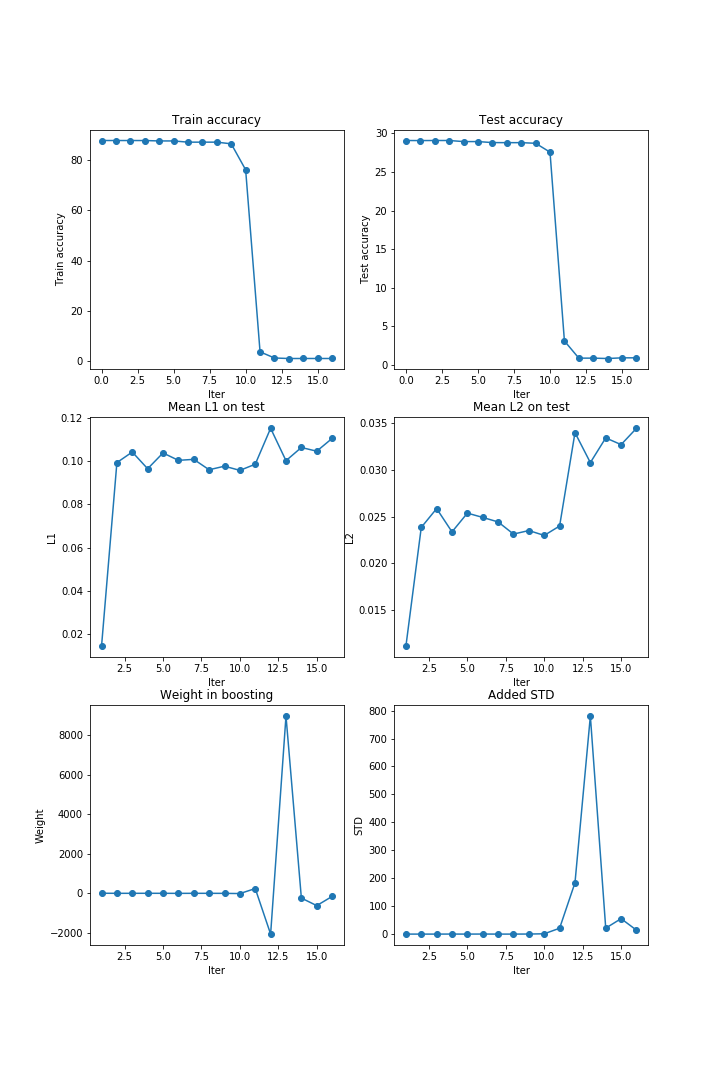 Train accuracy
Train accuracy
80
60
40
20
0
0.0 2.5 5.0 7.5 10.0 12.5 15.0
Iter
Test accuracy
Test accuracy
30
25
20
15
10
5
0
0.0 2.5 5.0 7.5 10.0 12.5 15.0
Iter
Mean L1 on test
L1
0.12
0.10
0.08
0.06
0.04
0.02
2.5 5.0 7.5 10.0 12.5 15.0
Iter
Mean L2 on test
L2
0.035
0.030
0.025
0.020
0.015
2.5 5.0 7.5 10.0 12.5 15.0
Iter
Weight in boosting
Weight
8000
6000
4000
2000
0
−2000
2.5 5.0 7.5 10.0 12.5 15.0
Iter
Added STD
STD
800
700
600
500
400
300
200
100
0
2.5 5.0 7.5 10.0 12.5 15.0
Iter